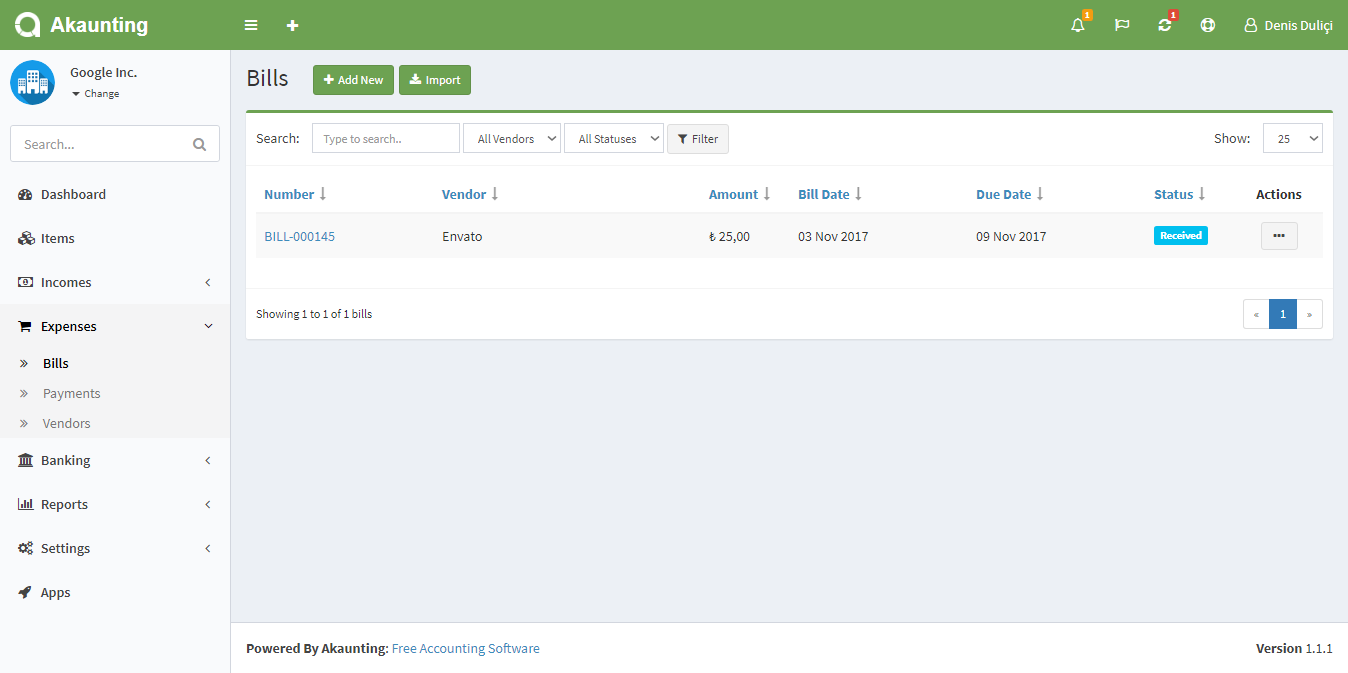 Akaunting
1
1
Denis Duliçi
Google Inc.
Change
Search...
Dashboard
Items
Incomes
Expenses
Bills
Payments
Vendors
Banking
Reports
Settings
Apps
Bills
Add New
Import
Search:
Type to search..
All Vendors
All Statuses
Filter
Show:
25
Number
Vendor
Amount
Bill Date
Due Date
Status
Actions
BILL-000145
Envato
₺ 25,00
03 Nov 2017
09 Nov 2017
Received
Showing 1 to 1 of 1 bills
« 1 »
Powered By Akaunting: Free Accounting Software
Version 1.1.1